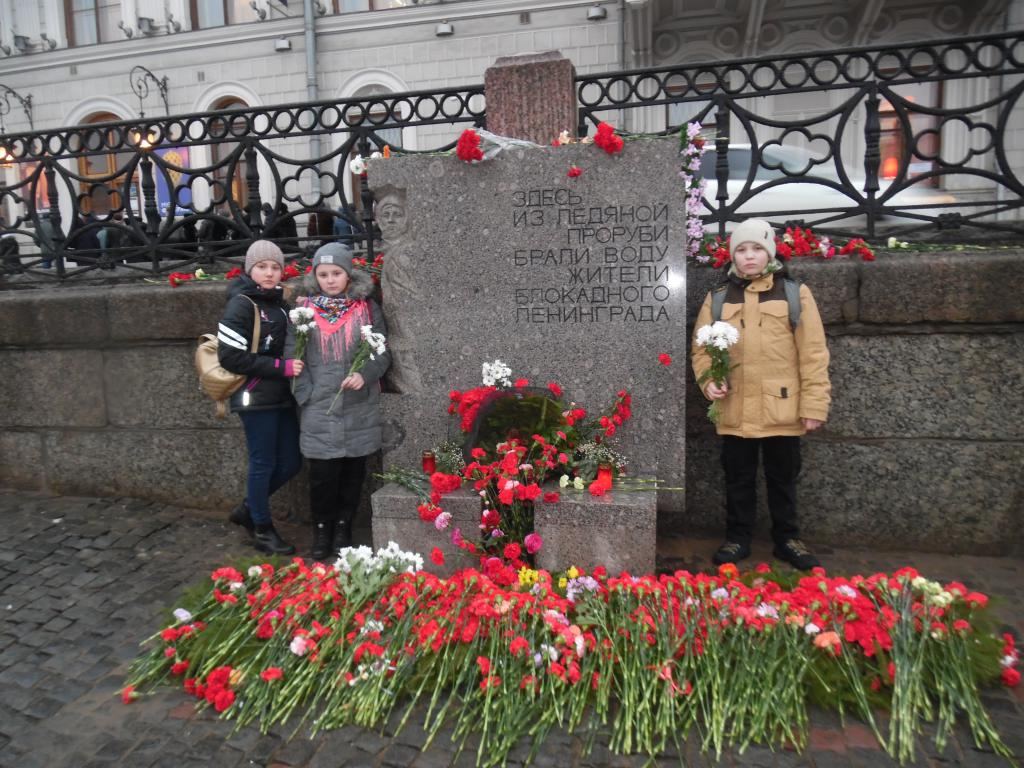 ЗДЕСЬ
ИЗ ЛЕДЯНОЙ
ПРОРУБИ
БРАЛИ ВОДУ
ЖИТЕЛИ
БЛОКАДНОГО
ЛЕНИНГРАДА